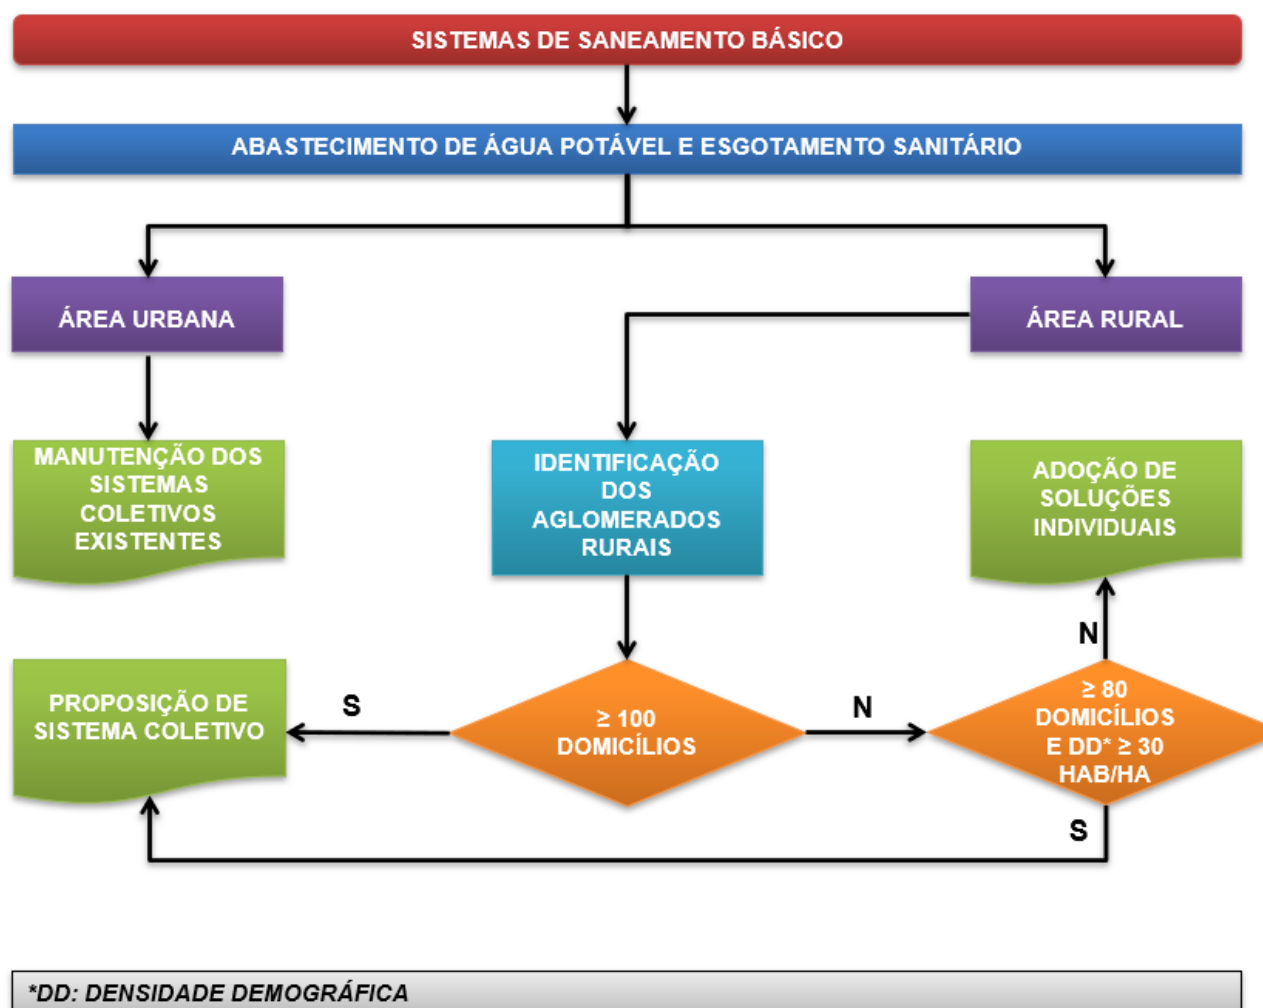 SISTEMAS DE SANEAMENTO BÁSICO
ABASTECIMENTO DE ÁGUA POTÁVEL E ESGOTAMENTO SANITÁRIO
ÁREA URBANA
ÁREA RURAL
MANUTENÇÃO DOS
SISTEMAS
COLETIVOS
EXISTENTES
IDENTIFICAÇÃO
DOS
AGLOMERADOS
RURAIS
ADOÇÃO DE
SOLUÇÕES
INDIVIDUAIS
N
PROPOSIÇÃO DE
SISTEMA COLETIVO
S
≥ 100
DOMICÍLIOS
N
≥ 80
DOMICÍLIOS
E DD* ≥ 30
HAB/HA
S
*DD: DENSIDADE DEMOGRÁFICA